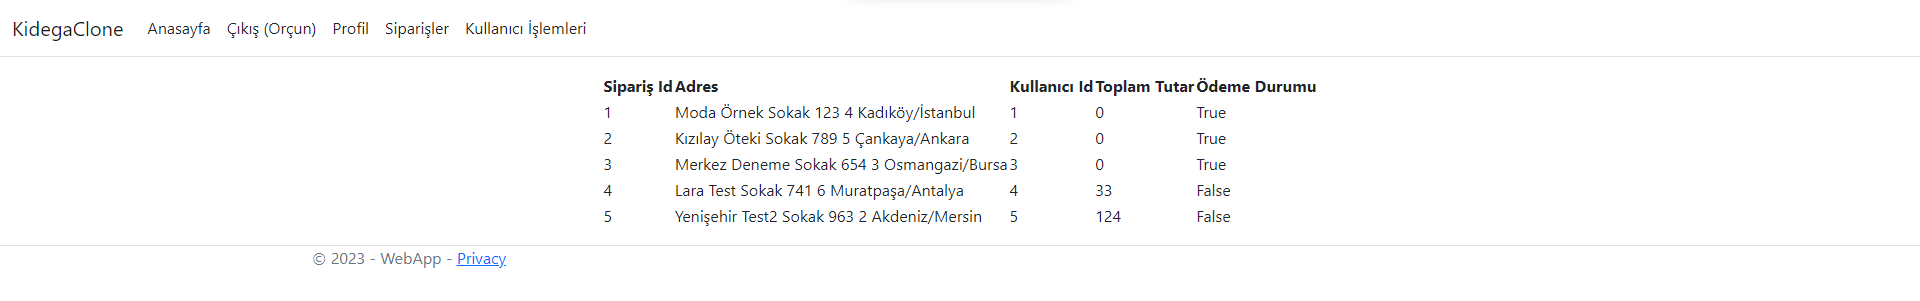 KidegaClone Anasayfa Çıkış (Orçun) Profil Siparişler Kullanıcı İşlemleri
Sipariş Id Adres Kullanıcı Id Toplam Tutar Ödeme Durumu
1 Moda Örnek Sokak 123 4 Kadıköy/İstanbul 1 0 True
2 Kızılay Öteki Sokak 789 5 Çankaya/Ankara 2 0 True
3 Merkez Deneme Sokak 654 3 Osmangazi/Bursa 3 0 True
4 Lara Test Sokak 741 6 Muratpaşa/Antalya 4 33 False
5 Yenişehir Test2 Sokak 963 2 Akdeniz/Mersin 5 124 False
© 2023 - WebApp - Privacy